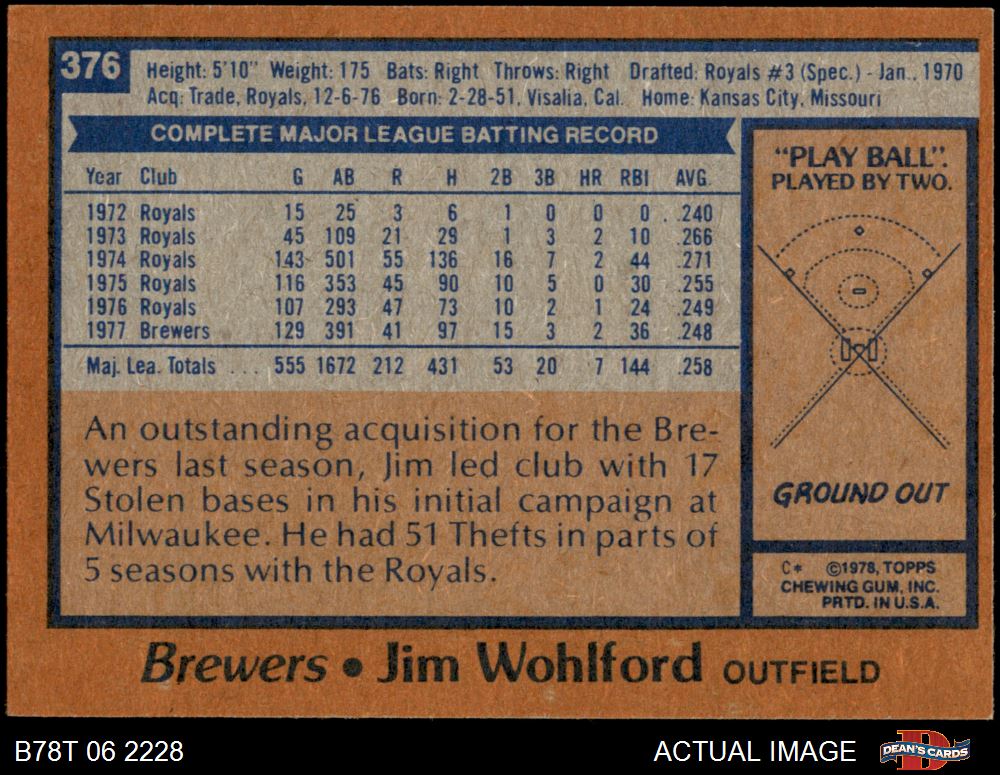 376
Height: 5'10" Weight: 175 Bats: Right Throws: Right Drafted: Royals #3 (Spec.) - Jan., 1970
Acq: Trade, Royals, 12-6-76 Born: 2-28-51, Visalia, Cal. Home: Kansas City, Missouri
COMPLETE MAJOR LEAGUE BATTING RECORD
Year Club G AB R H 2B 3B HR RBI AVG.
1972 Royals 15 25 3 6 1 0 0 0 . .240
1973 Royals 45 109 21 29 1 3 2 10 .266
1974 Royals 143 501 55 136 16 7 2 44 .271
1975 Royals 116 353 45 90 10 5 0 30 .255
1976 Royals 107 293 47 73 10 2 1 24 .249
1977 Brewers 129 391 41 97 15 3 2 36 .248
Maj. Lea. Totals . . . 555 1672 212 431 53 20 7 144 .258
An outstanding acquisition for the Bre-
wers last season, Jim led club with 17
Stolen bases in his initial campaign at
Milwaukee. He had 51 Thefts in parts of
5 seasons with the Royals.
"PLAY BALL".
PLAYED BY TWO.
GROUND OUT
C* ©1978, TOPPS
CHEWING GUM, INC.
PRTD. IN U.S.A.
Brewers • Jim Wohlford OUTFIELD
B78T 06 2228
ACTUAL IMAGE
D
DEAN'S CARDS